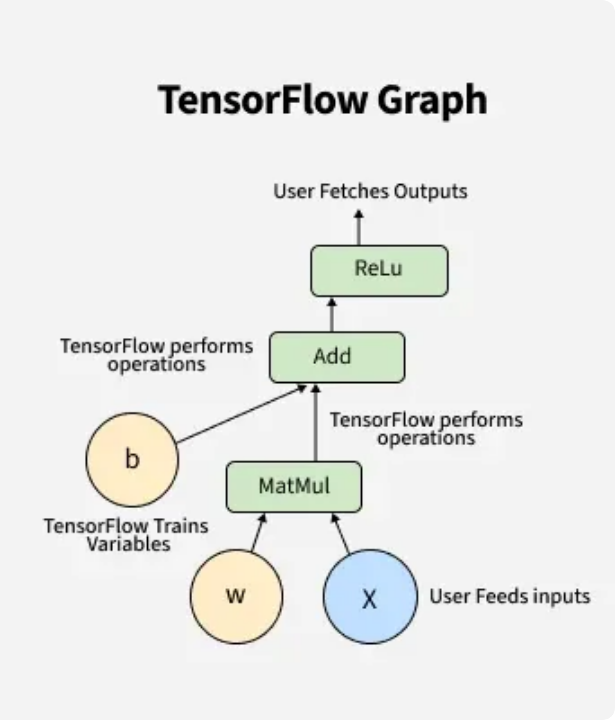 TensorFlow Graph
User Fetches Outputs
ReLu
TensorFlow performs
operations
Add
TensorFlow performs
operations
b
MatMul
TensorFlow Trains
Variables
w
X
User Feeds inputs